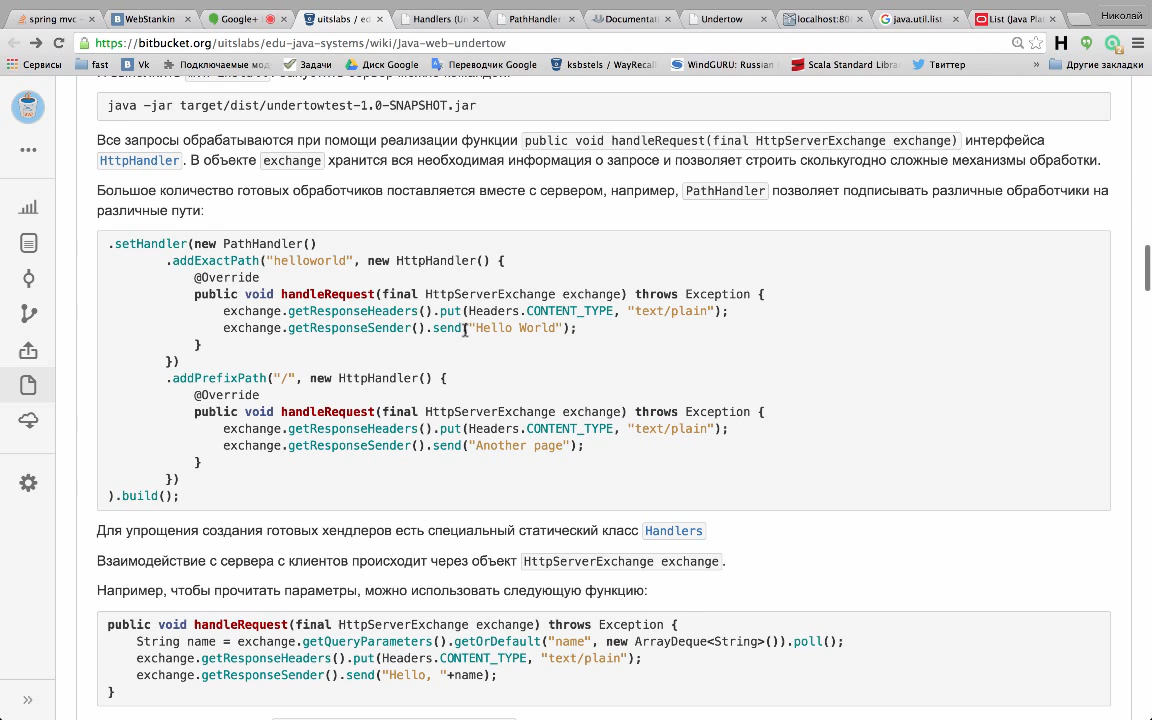 spring mvc -
WebStankin
Google+
uitslabs / ed
Handlers (Un
PathHandler
Documentat
Undertow
localhost:80
java.util.list
List (Java Pla
Николай
https://bitbucket.org/uitslabs/edu-java-systems/wiki/Java-web-undertow
Сервисы
fast
Vk
Подключаемые мод
Задачи
Диск Google
Переводчик Google
ksbstels / WayRecall
WindGURU: Russian
Scala Standard Libra
Твиттер
»
Другие закладки
java -jar target/dist/undertowtest-1.0-SNAPSHOT.jar
Все запросы обрабатываются при помощи реализации функции public void handleRequest(final HttpServerExchange exchange) интерфейса
HttpHandler . В объекте exchange хранится вся необходимая информация о запросе и позволяет строить сколькугодно сложные механизмы обработки.
Большое количество готовых обработчиков поставляется вместе с сервером, например, PathHandler позволяет подписывать различные обработчики на
различные пути:
.setHandler(new PathHandler()
.addExactPath("helloworld", new HttpHandler() {
@Override
public void handleRequest(final HttpServerExchange exchange) throws Exception {
exchange.getResponseHeaders().put(Headers.CONTENT_TYPE, "text/plain");
exchange.getResponseSender().send("Hello World");
}
})
.addPrefixPath("/", new HttpHandler() {
@Override
public void handleRequest(final HttpServerExchange exchange) throws Exception {
exchange.getResponseHeaders().put(Headers.CONTENT_TYPE, "text/plain");
exchange.getResponseSender().send("Another page");
}
})
).build();
Для упрощения создания готовых хендлеров есть специальный статический класс Handlers
Взаимодействие с сервера с клиентов происходит через объект HttpServerExchange exchange .
Например, чтобы прочитать параметры, можно использовать следующую функцию:
public void handleRequest(final HttpServerExchange exchange) throws Exception {
String name = exchange.getQueryParameters().getOrDefault("name", new ArrayDeque<String>()).poll();
exchange.getResponseHeaders().put(Headers.CONTENT_TYPE, "text/plain");
exchange.getResponseSender().send("Hello, "+name);
}